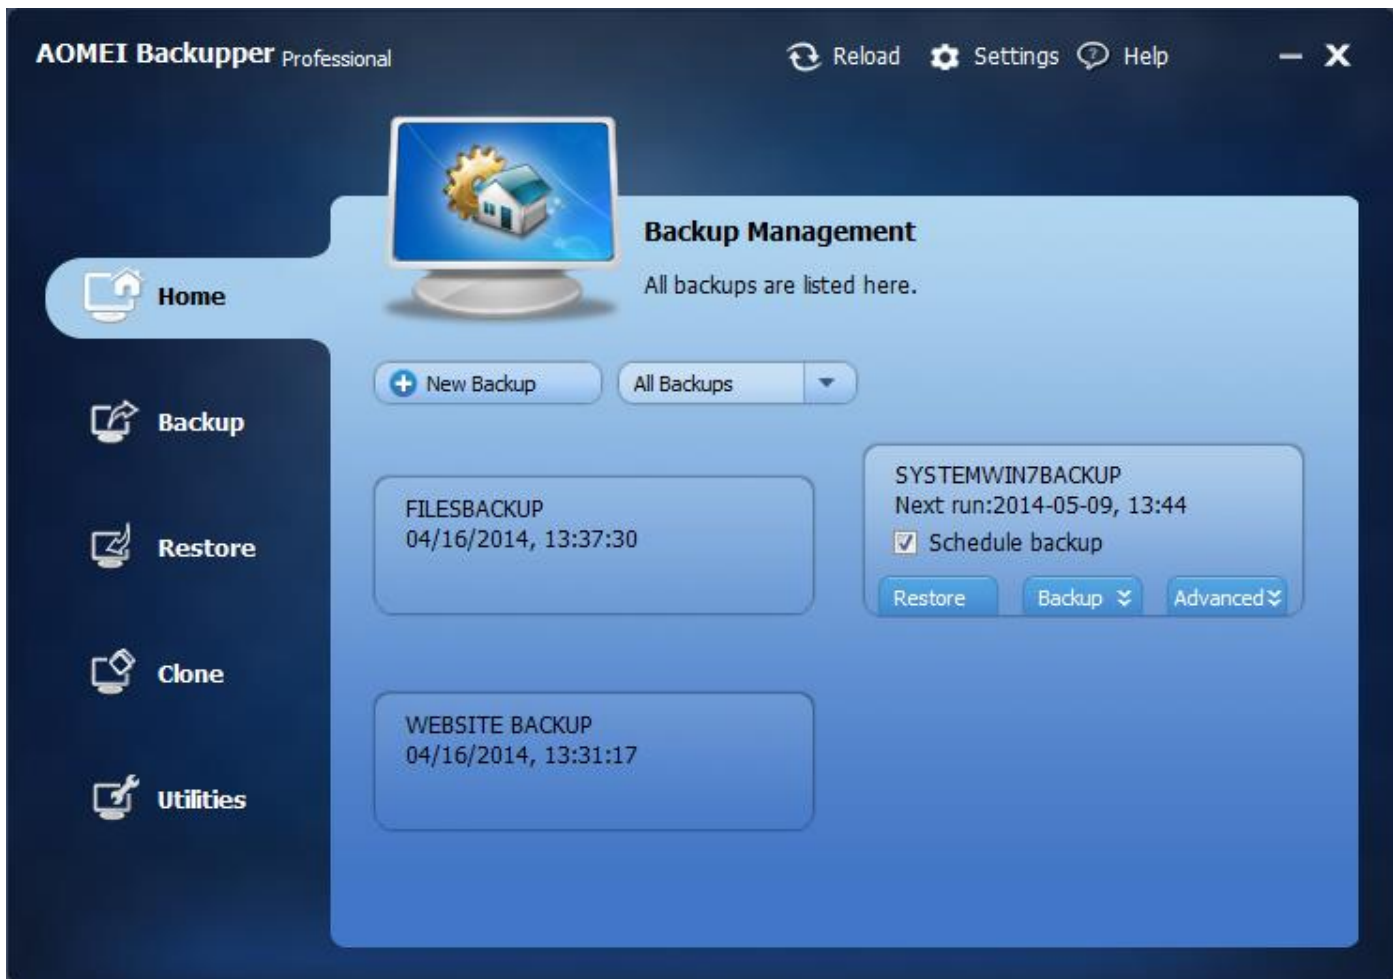 AOMEI Backupper Professional
Reload Settings Help
Backup Management
All backups are listed here.
Home
Backup
Restore
Clone
Utilities
New Backup
All Backups
FILESBACKUP
04/16/2014, 13:37:30
SYSTEMWIN7BACKUP
Next run:2014-05-09, 13:44
Schedule backup
Restore Backup Advanced
WEBSITE BACKUP
04/16/2014, 13:31:17